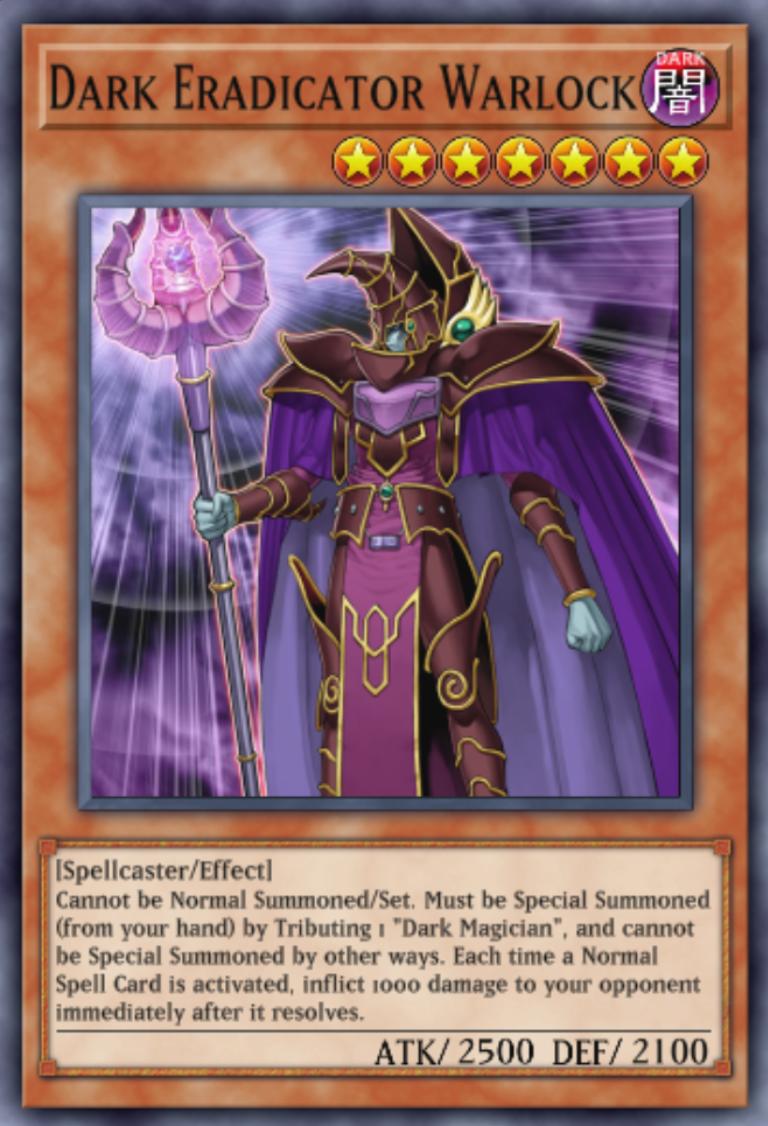 DARK ERADICATOR WARLOCK
DARK
闇
[Spellcaster/Effect]
Cannot be Normal Summoned/Set. Must be Special Summoned
(from your hand) by Tributing 1 "Dark Magician", and cannot
be Special Summoned by other ways. Each time a Normal
Spell Card is activated, inflict 1000 damage to your opponent
immediately after it resolves.
ATK/ 2500 DEF/ 2100